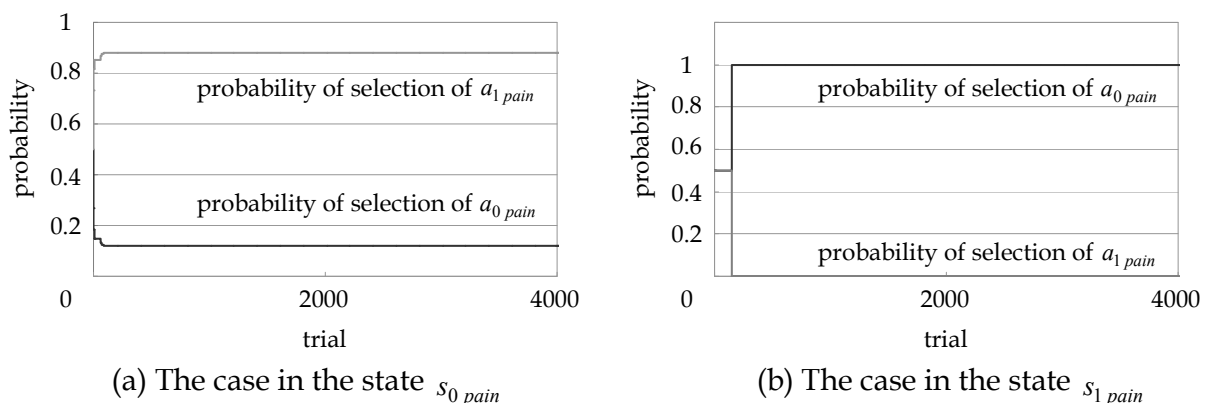 1
0.8
0.6
0.4
0.2
0
2000
4000
probability
trial
probability of selection of a1 pain
probability of selection of a0 pain
(a) The case in the state s0 pain
1
0.8
0.6
0.4
0.2
0
2000
4000
probability
trial
probability of selection of a0 pain
probability of selection of a1 pain
(b) The case in the state s1 pain